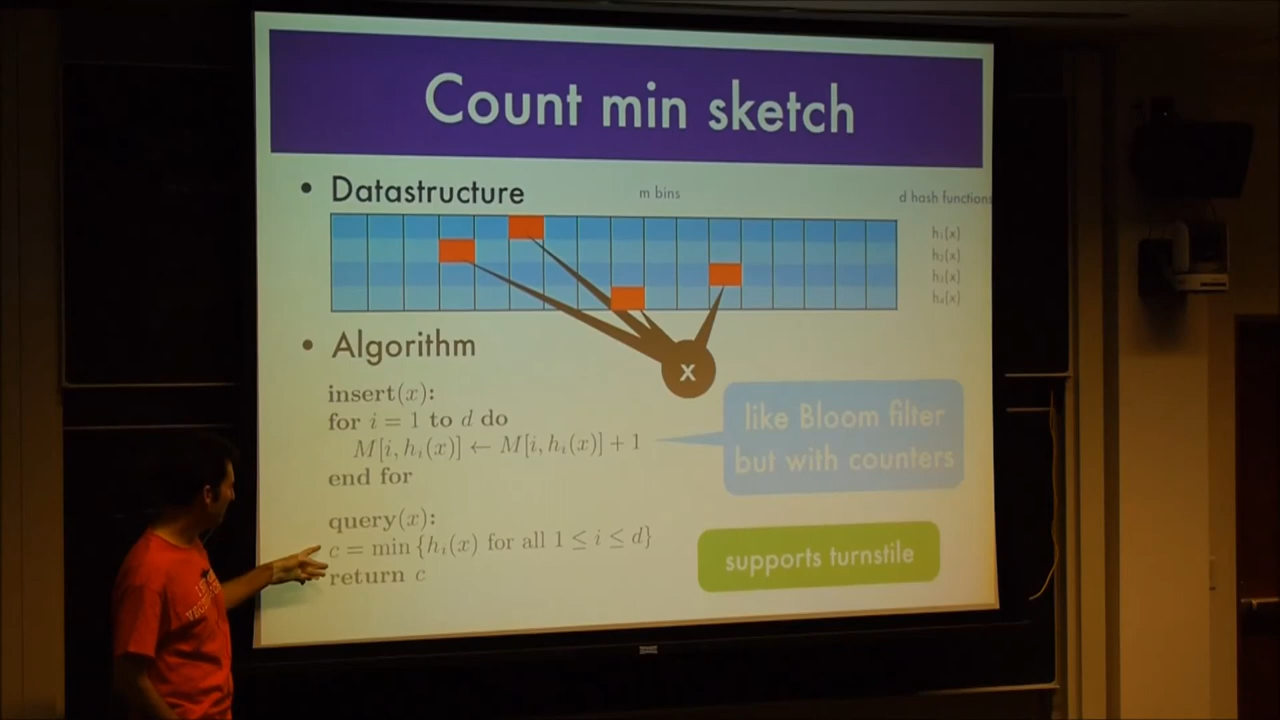 Count min sketch
• Datastructure
m bins
d hash functions
h₁(x)
h₂(x)
h₃(x)
h₄(x)
• Algorithm
x
insert(x):
for i = 1 to d do
M[i, hᵢ(x)] ← M[i, hᵢ(x)] + 1
end for
like Bloom filter
but with counters
query(x):
c = min {hᵢ(x) for all 1 ≤ i ≤ d}
return c
supports turnstile